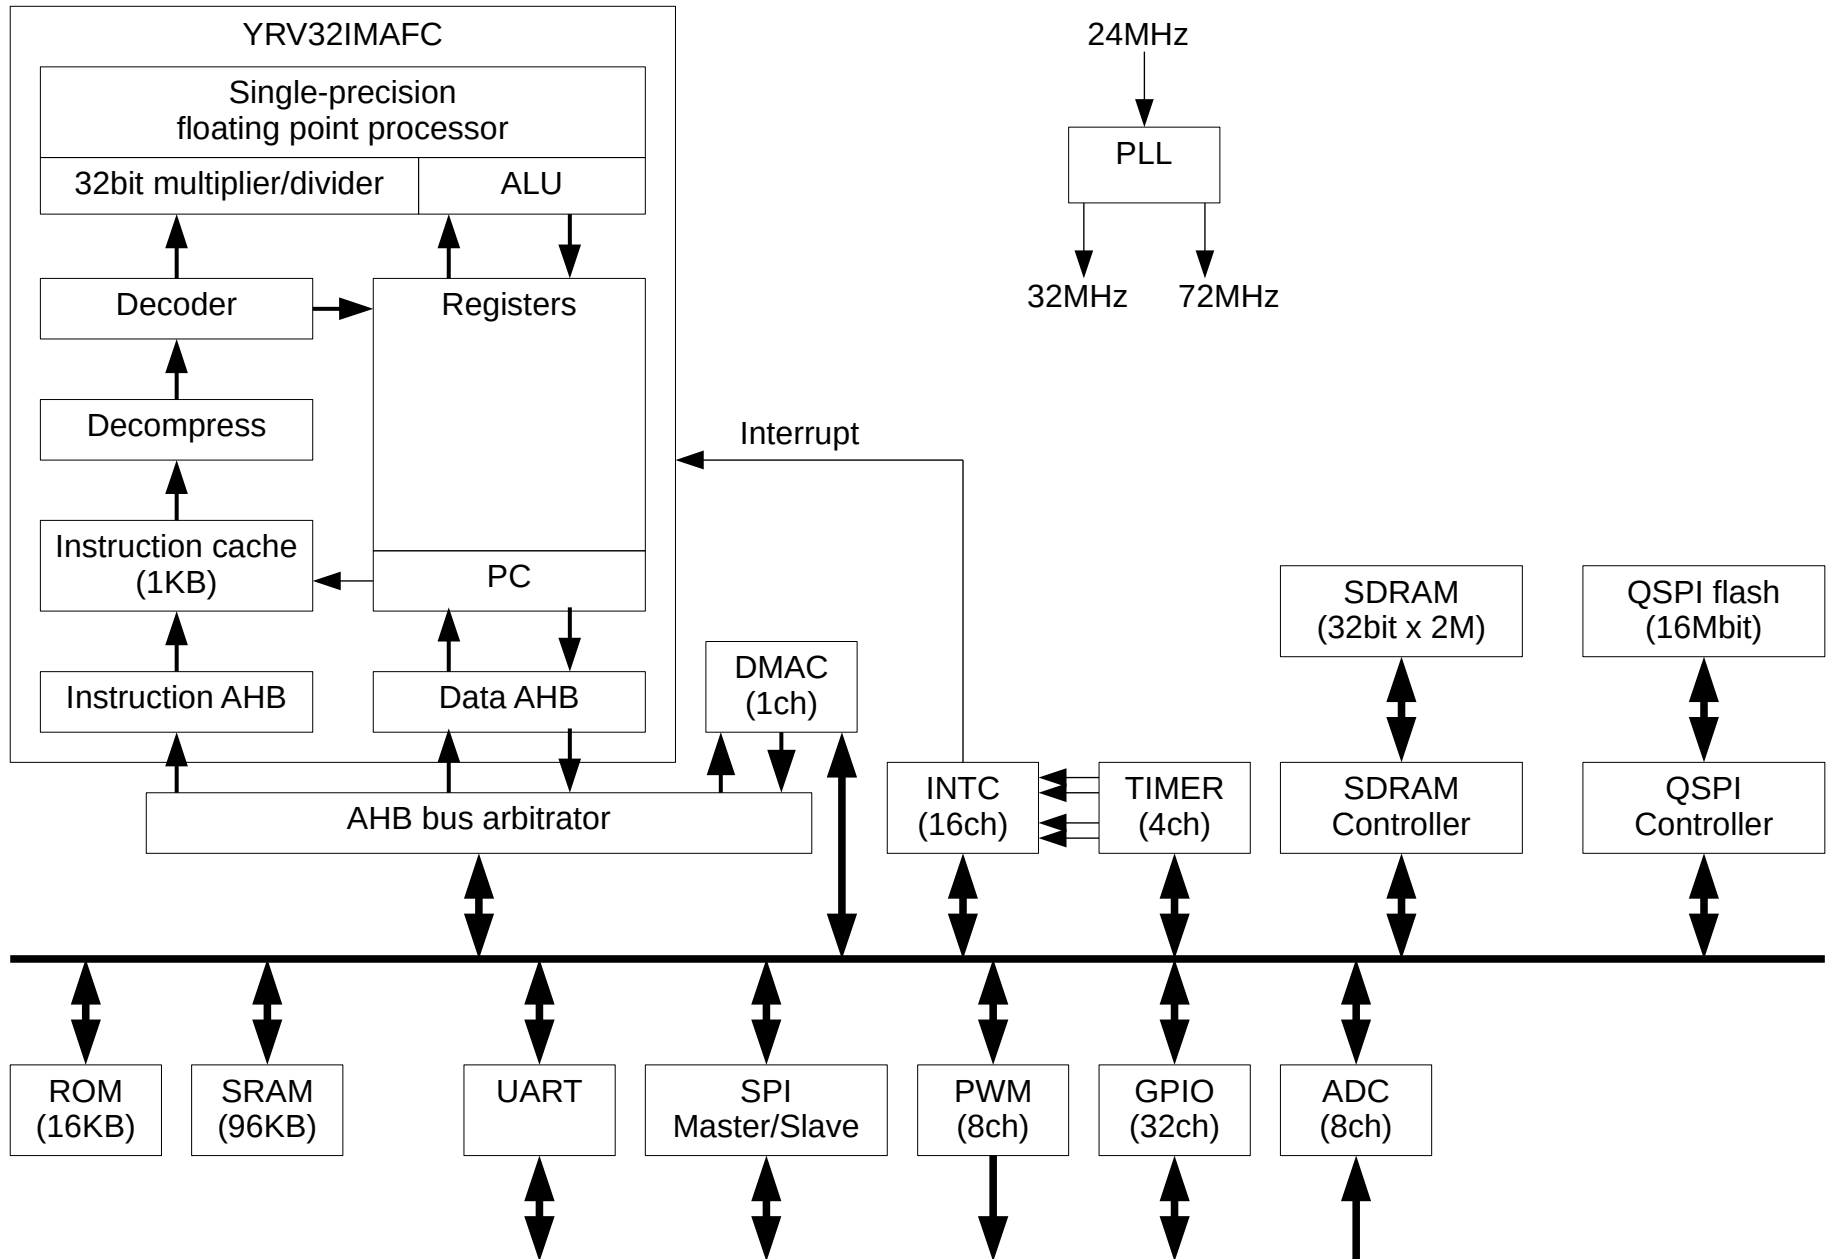 YRV32IMAFC
Single-precision
floating point processor
32bit multiplier/divider
ALU
Decoder
Registers
Decompress
Instruction cache
(1KB)
PC
Instruction AHB
Data AHB
24MHz
PLL
32MHz
72MHz
Interrupt
DMAC
(1ch)
AHB bus arbitrator
INTC
(16ch)
TIMER
(4ch)
SDRAM
(32bit x 2M)
SDRAM
Controller
QSPI flash
(16Mbit)
QSPI
Controller
ROM
(16KB)
SRAM
(96KB)
UART
SPI
Master/Slave
PWM
(8ch)
GPIO
(32ch)
ADC
(8ch)